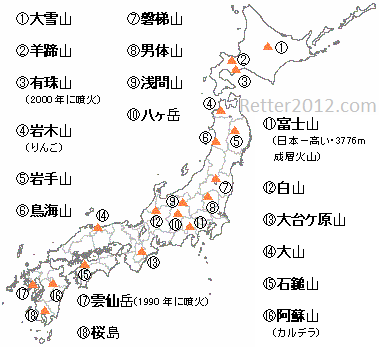 ①大雪山
②羊蹄山
③有珠山
(2000年に噴火)
④岩木山
(りんご)
⑤岩手山
⑥鳥海山
⑦磐梯山
⑧男体山
⑨浅間山
⑩八ヶ岳
Retter2012.com
⑪富士山
(日本一高い・3776m
成層火山)
⑫白山
⑬大台ケ原山
⑭大山
⑮石鎚山
⑯阿蘇山
(カルデラ)
⑰雲仙岳(1990年に噴火)
⑱桜島
①
②
③
④
⑤
⑥
⑦
⑧
⑨
⑩
⑪
⑫
⑬
⑭
⑮
⑯
⑰
⑱